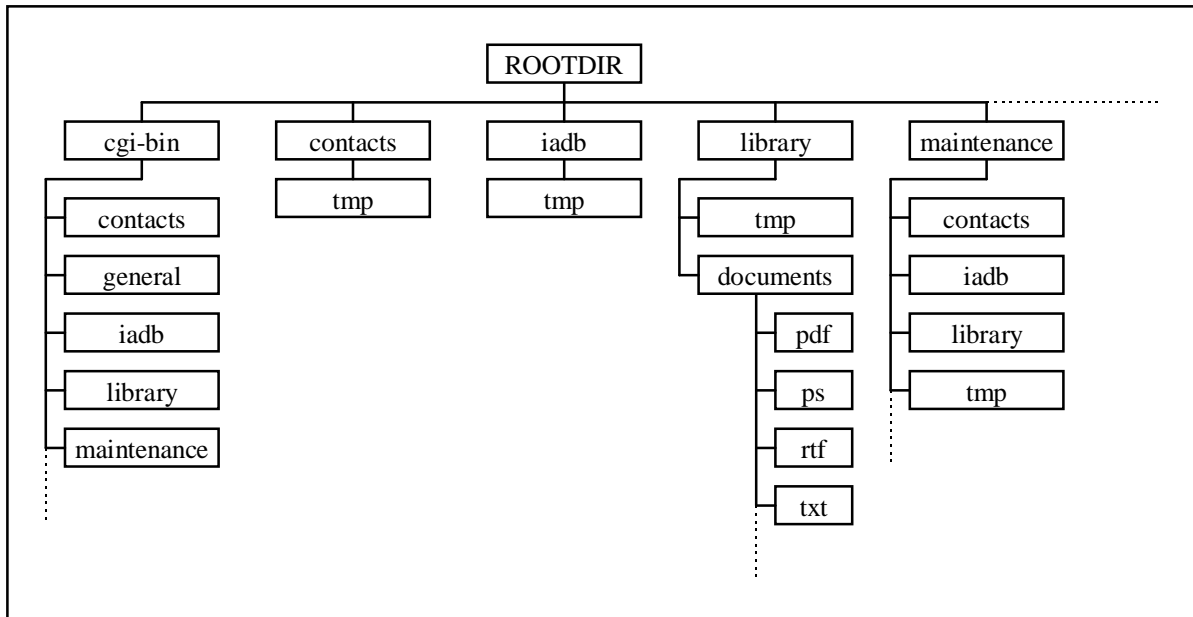 ROOTDIR
cgi-bin
contacts
iadb
library
maintenance
tmp
tmp
contacts
general
iadb
library
maintenance
tmp
documents
pdf
ps
rtf
txt
contacts
iadb
library
tmp